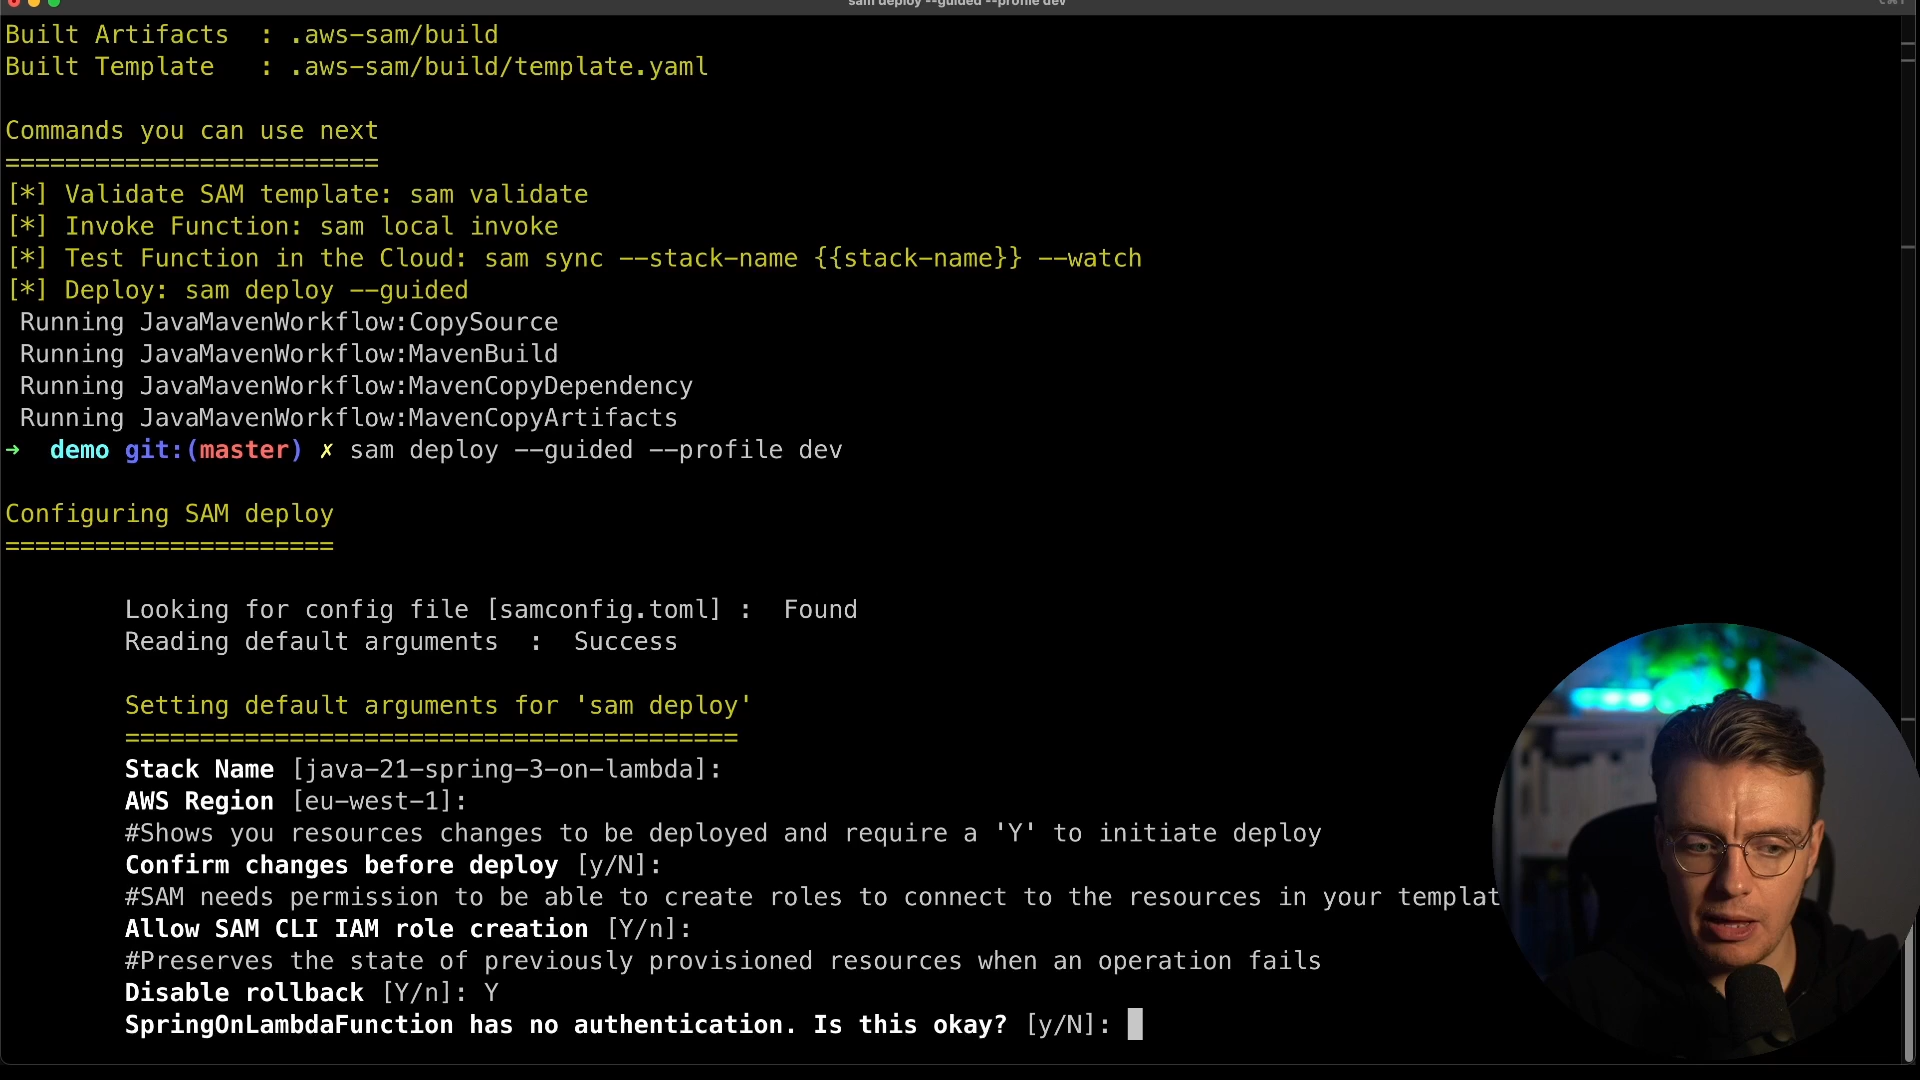 sam deploy --guided --profile dev
Built Artifacts  : .aws-sam/build
Built Template   : .aws-sam/build/template.yaml
Commands you can use next
=========================
[*] Validate SAM template: sam validate
[*] Invoke Function: sam local invoke
[*] Test Function in the Cloud: sam sync --stack-name {{stack-name}} --watch
[*] Deploy: sam deploy --guided
Running JavaMavenWorkflow:CopySource
Running JavaMavenWorkflow:MavenBuild
Running JavaMavenWorkflow:MavenCopyDependency
Running JavaMavenWorkflow:MavenCopyArtifacts
→  demo git:(master) ✗ sam deploy --guided --profile dev
Configuring SAM deploy
======================
Looking for config file [samconfig.toml] :  Found
Reading default arguments  :  Success
Setting default arguments for 'sam deploy'
=========================================
Stack Name [java-21-spring-3-on-lambda]:
AWS Region [eu-west-1]:
#Shows you resources changes to be deployed and require a 'Y' to initiate deploy
Confirm changes before deploy [y/N]:
#SAM needs permission to be able to create roles to connect to the resources in your templat
Allow SAM CLI IAM role creation [Y/n]:
#Preserves the state of previously provisioned resources when an operation fails
Disable rollback [Y/n]: Y
SpringOnLambdaFunction has no authentication. Is this okay? [y/N]: